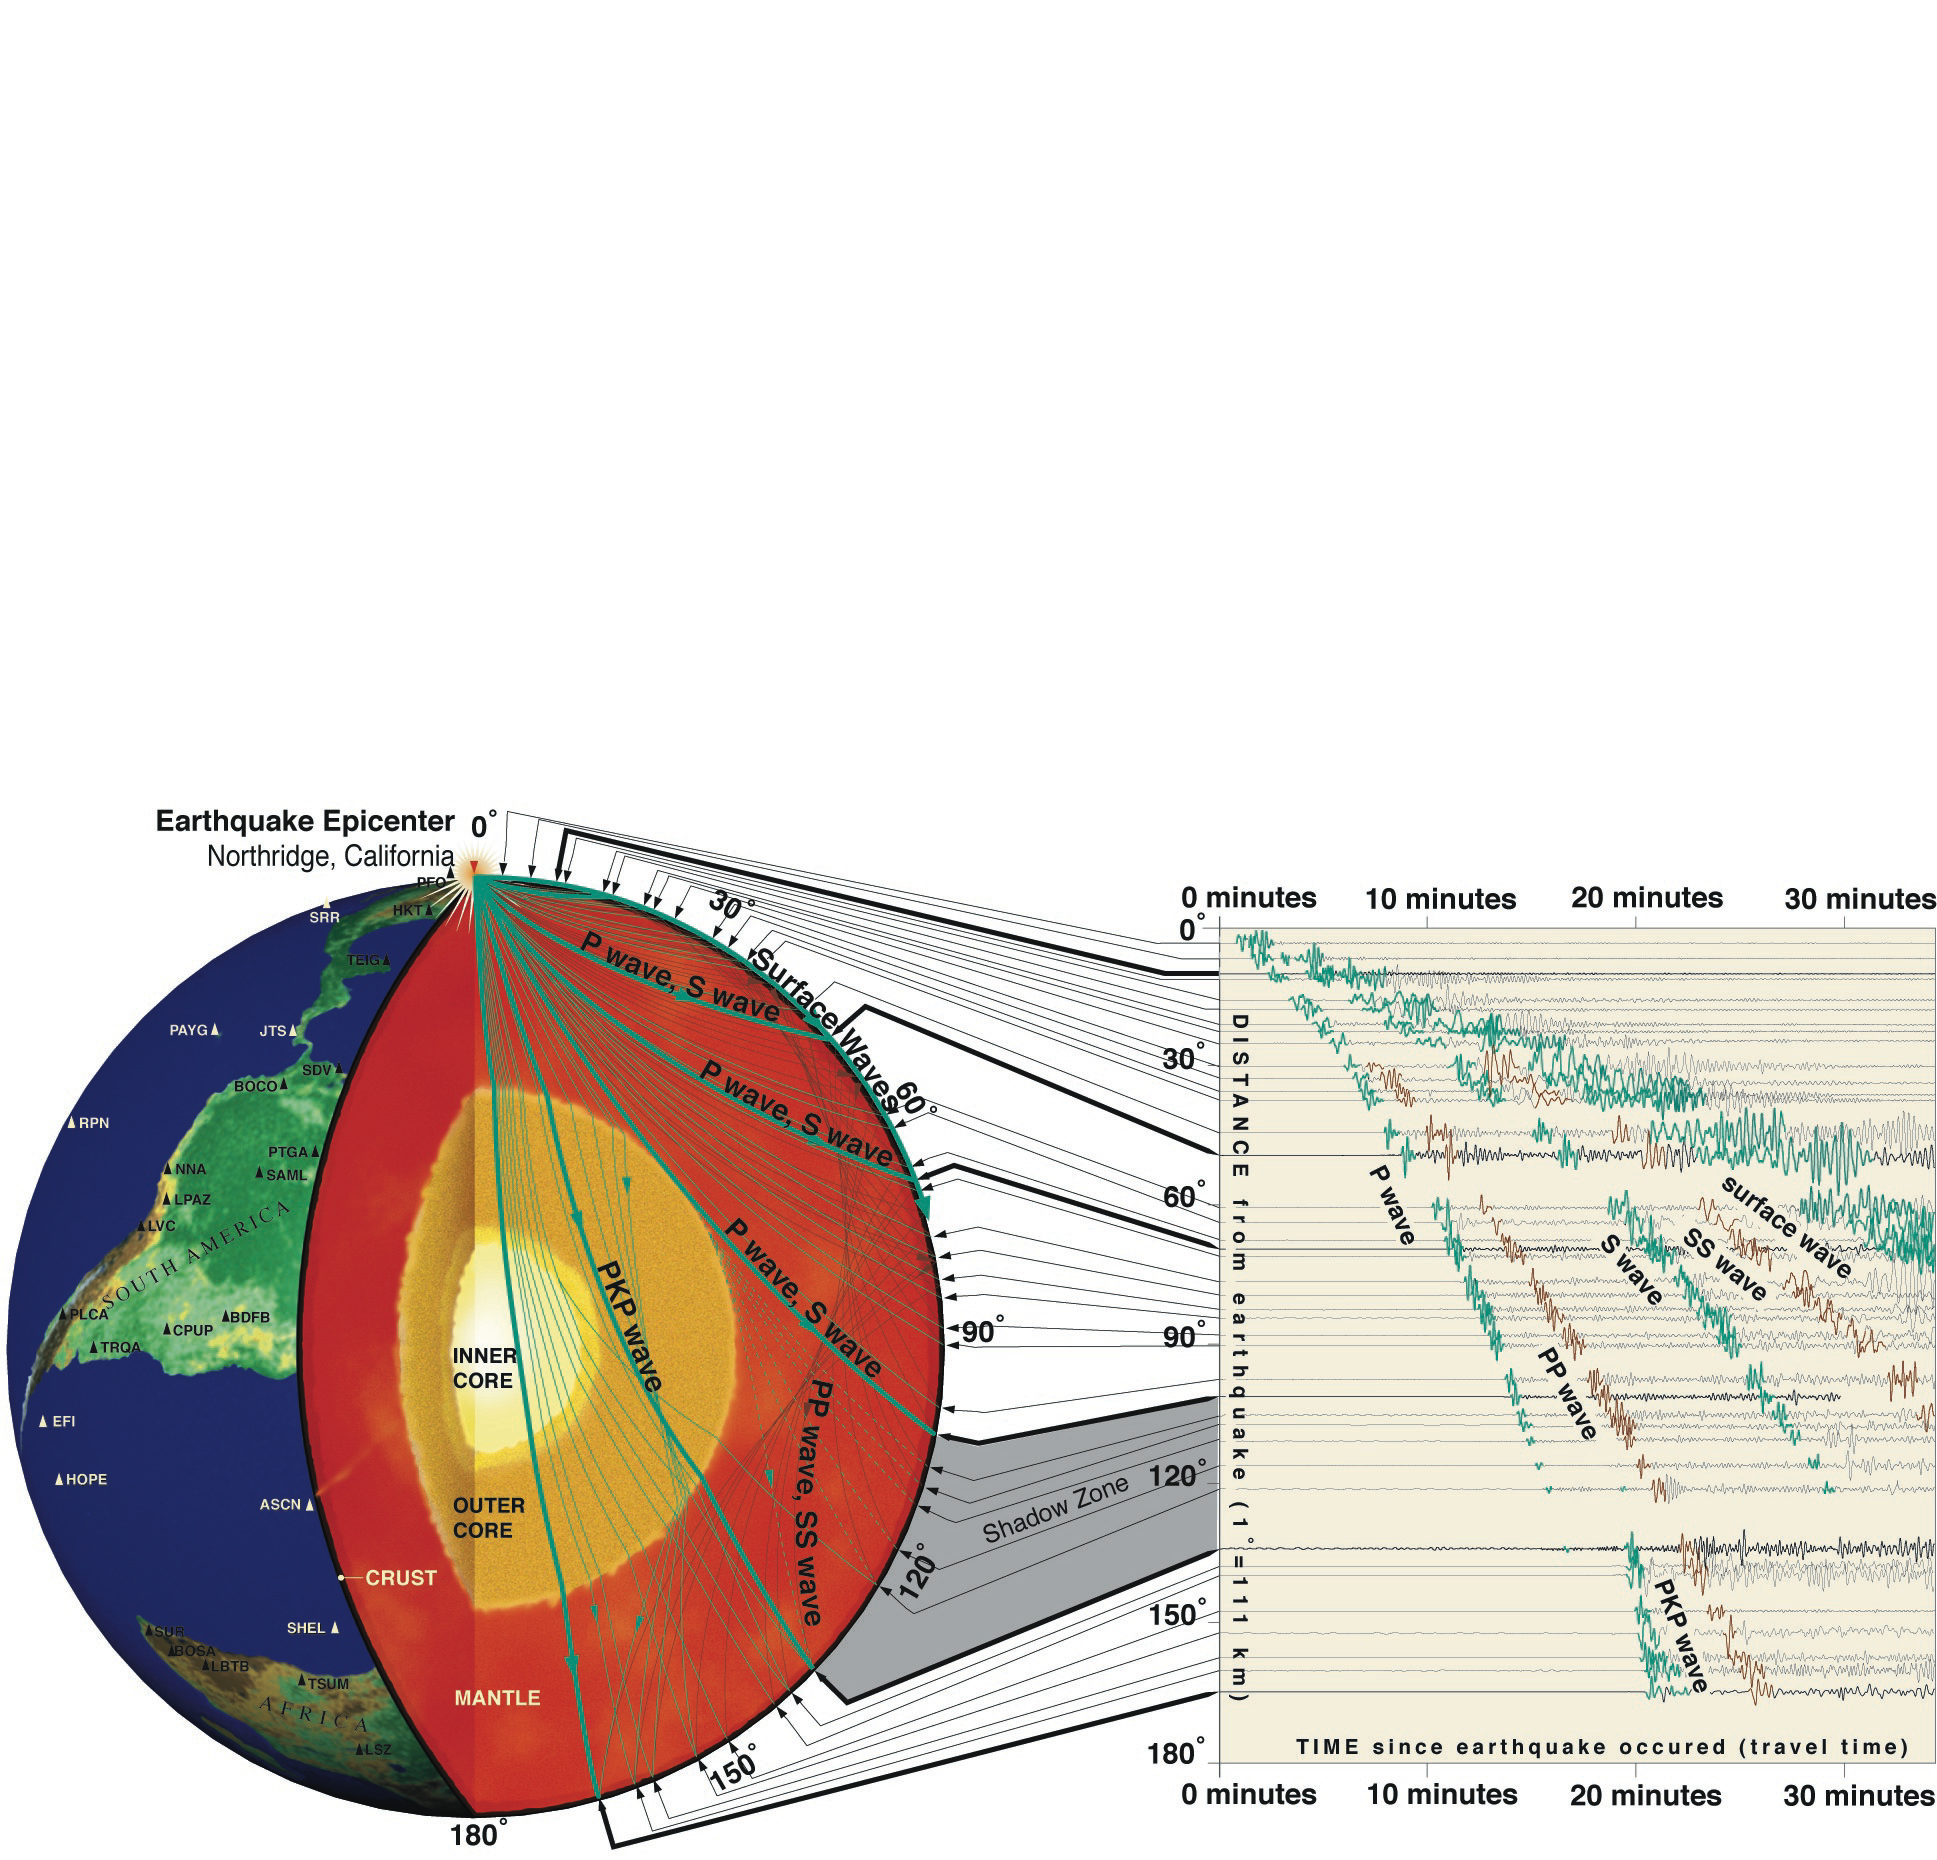 Earthquake Epicenter
Northridge, California
0°
PFO
SRR
HKT
TEIG
PAYG
JTS
SDV
BOCO
RPN
PTGA
NNA
SAML
LPAZ
LVC
SOUTH AMERICA
PLCA
BDFB
CPUP
TRQA
EFI
HOPE
ASCN
CRUST
SHEL
SUR
BOSA
LBTB
TSUM
AFRICA
LSZ
MANTLE
INNER
CORE
OUTER
CORE
P wave, S wave
P wave, S wave
P wave, S wave
PKP wave
PP wave, SS wave
Surface Waves
30°
60°
90°
120°
150°
180°
Shadow Zone
0 minutes
10 minutes
20 minutes
30 minutes
0°
30°
60°
90°
120°
150°
180°
DISTANCE from earthquake (1°=111 km)
P wave
surface wave
S wave
SS wave
PP wave
PKP wave
TIME since earthquake occured (travel time)
0 minutes
10 minutes
20 minutes
30 minutes